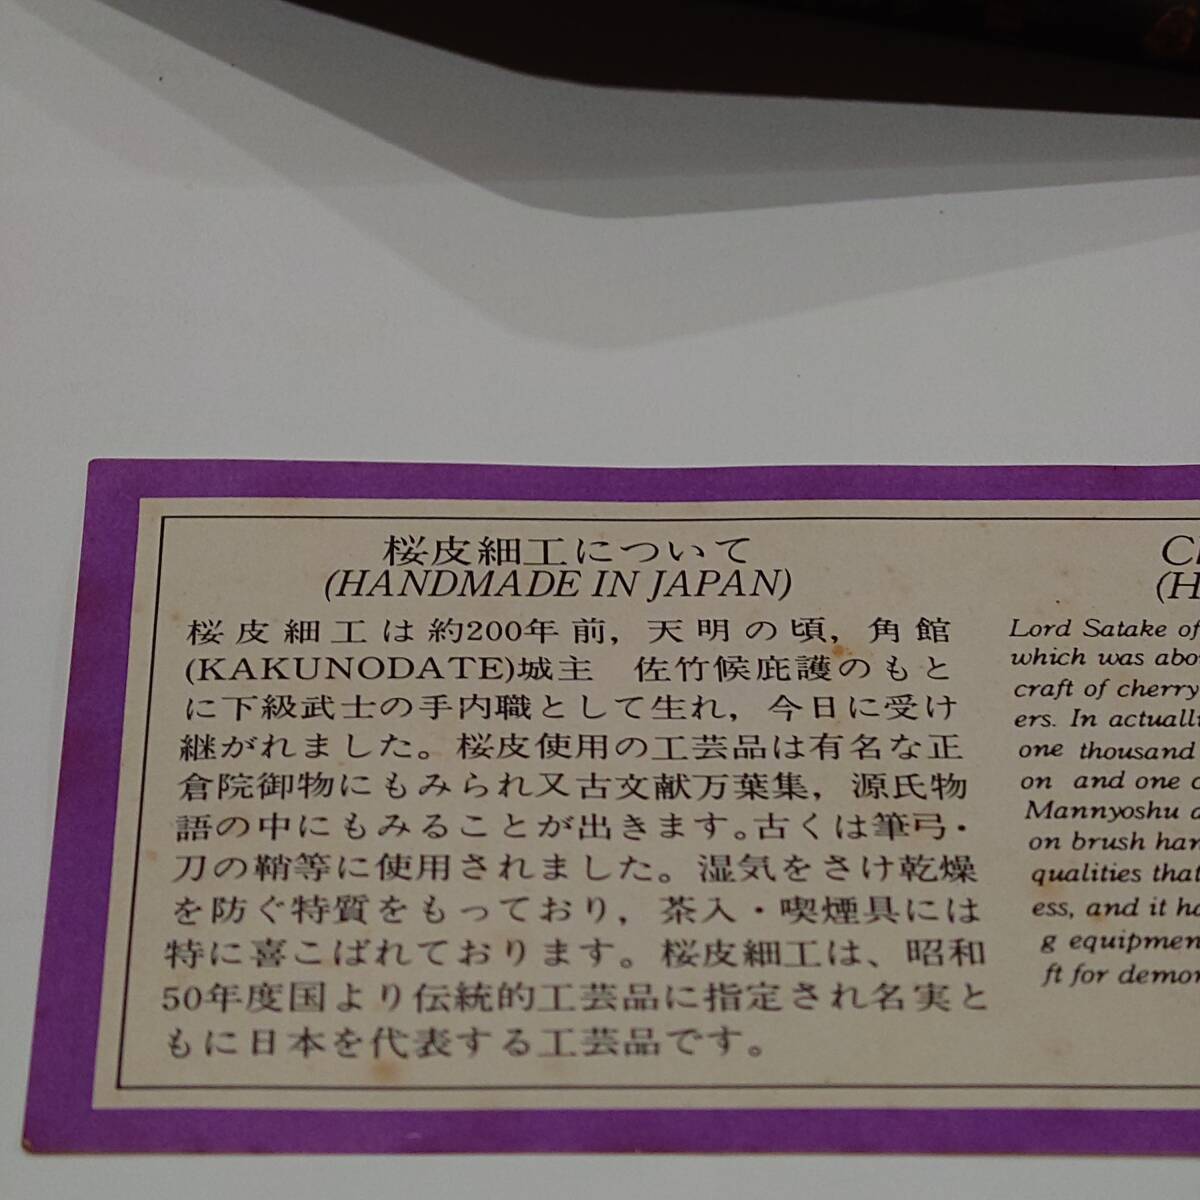 桜皮細工について
(HANDMADE IN JAPAN)
桜皮細工は約200年前,天明の頃,角館
(KAKUNODATE)城主　佐竹候庇護のもと
に下級武士の手内職として生れ,今日に受け
継がれました。桜皮使用の工芸品は有名な正
倉院御物にもみられ又古文献万葉集,源氏物
語の中にもみることが出きます。古くは筆弓・
刀の鞘等に使用されました。湿気をさけ乾燥
を防ぐ特質をもっており,茶入・喫煙具には
特に喜こばれております。桜皮細工は、昭和
50年度国より伝統的工芸品に指定され名実と
もに日本を代表する工芸品です。
(H
Lord Satake of
which was abo
craft of cherry
ers. In actuall
one thousand
on and one
Mannyoshu
on brush han
qualities that
ess, and it ha
g equipmen
ft for demon